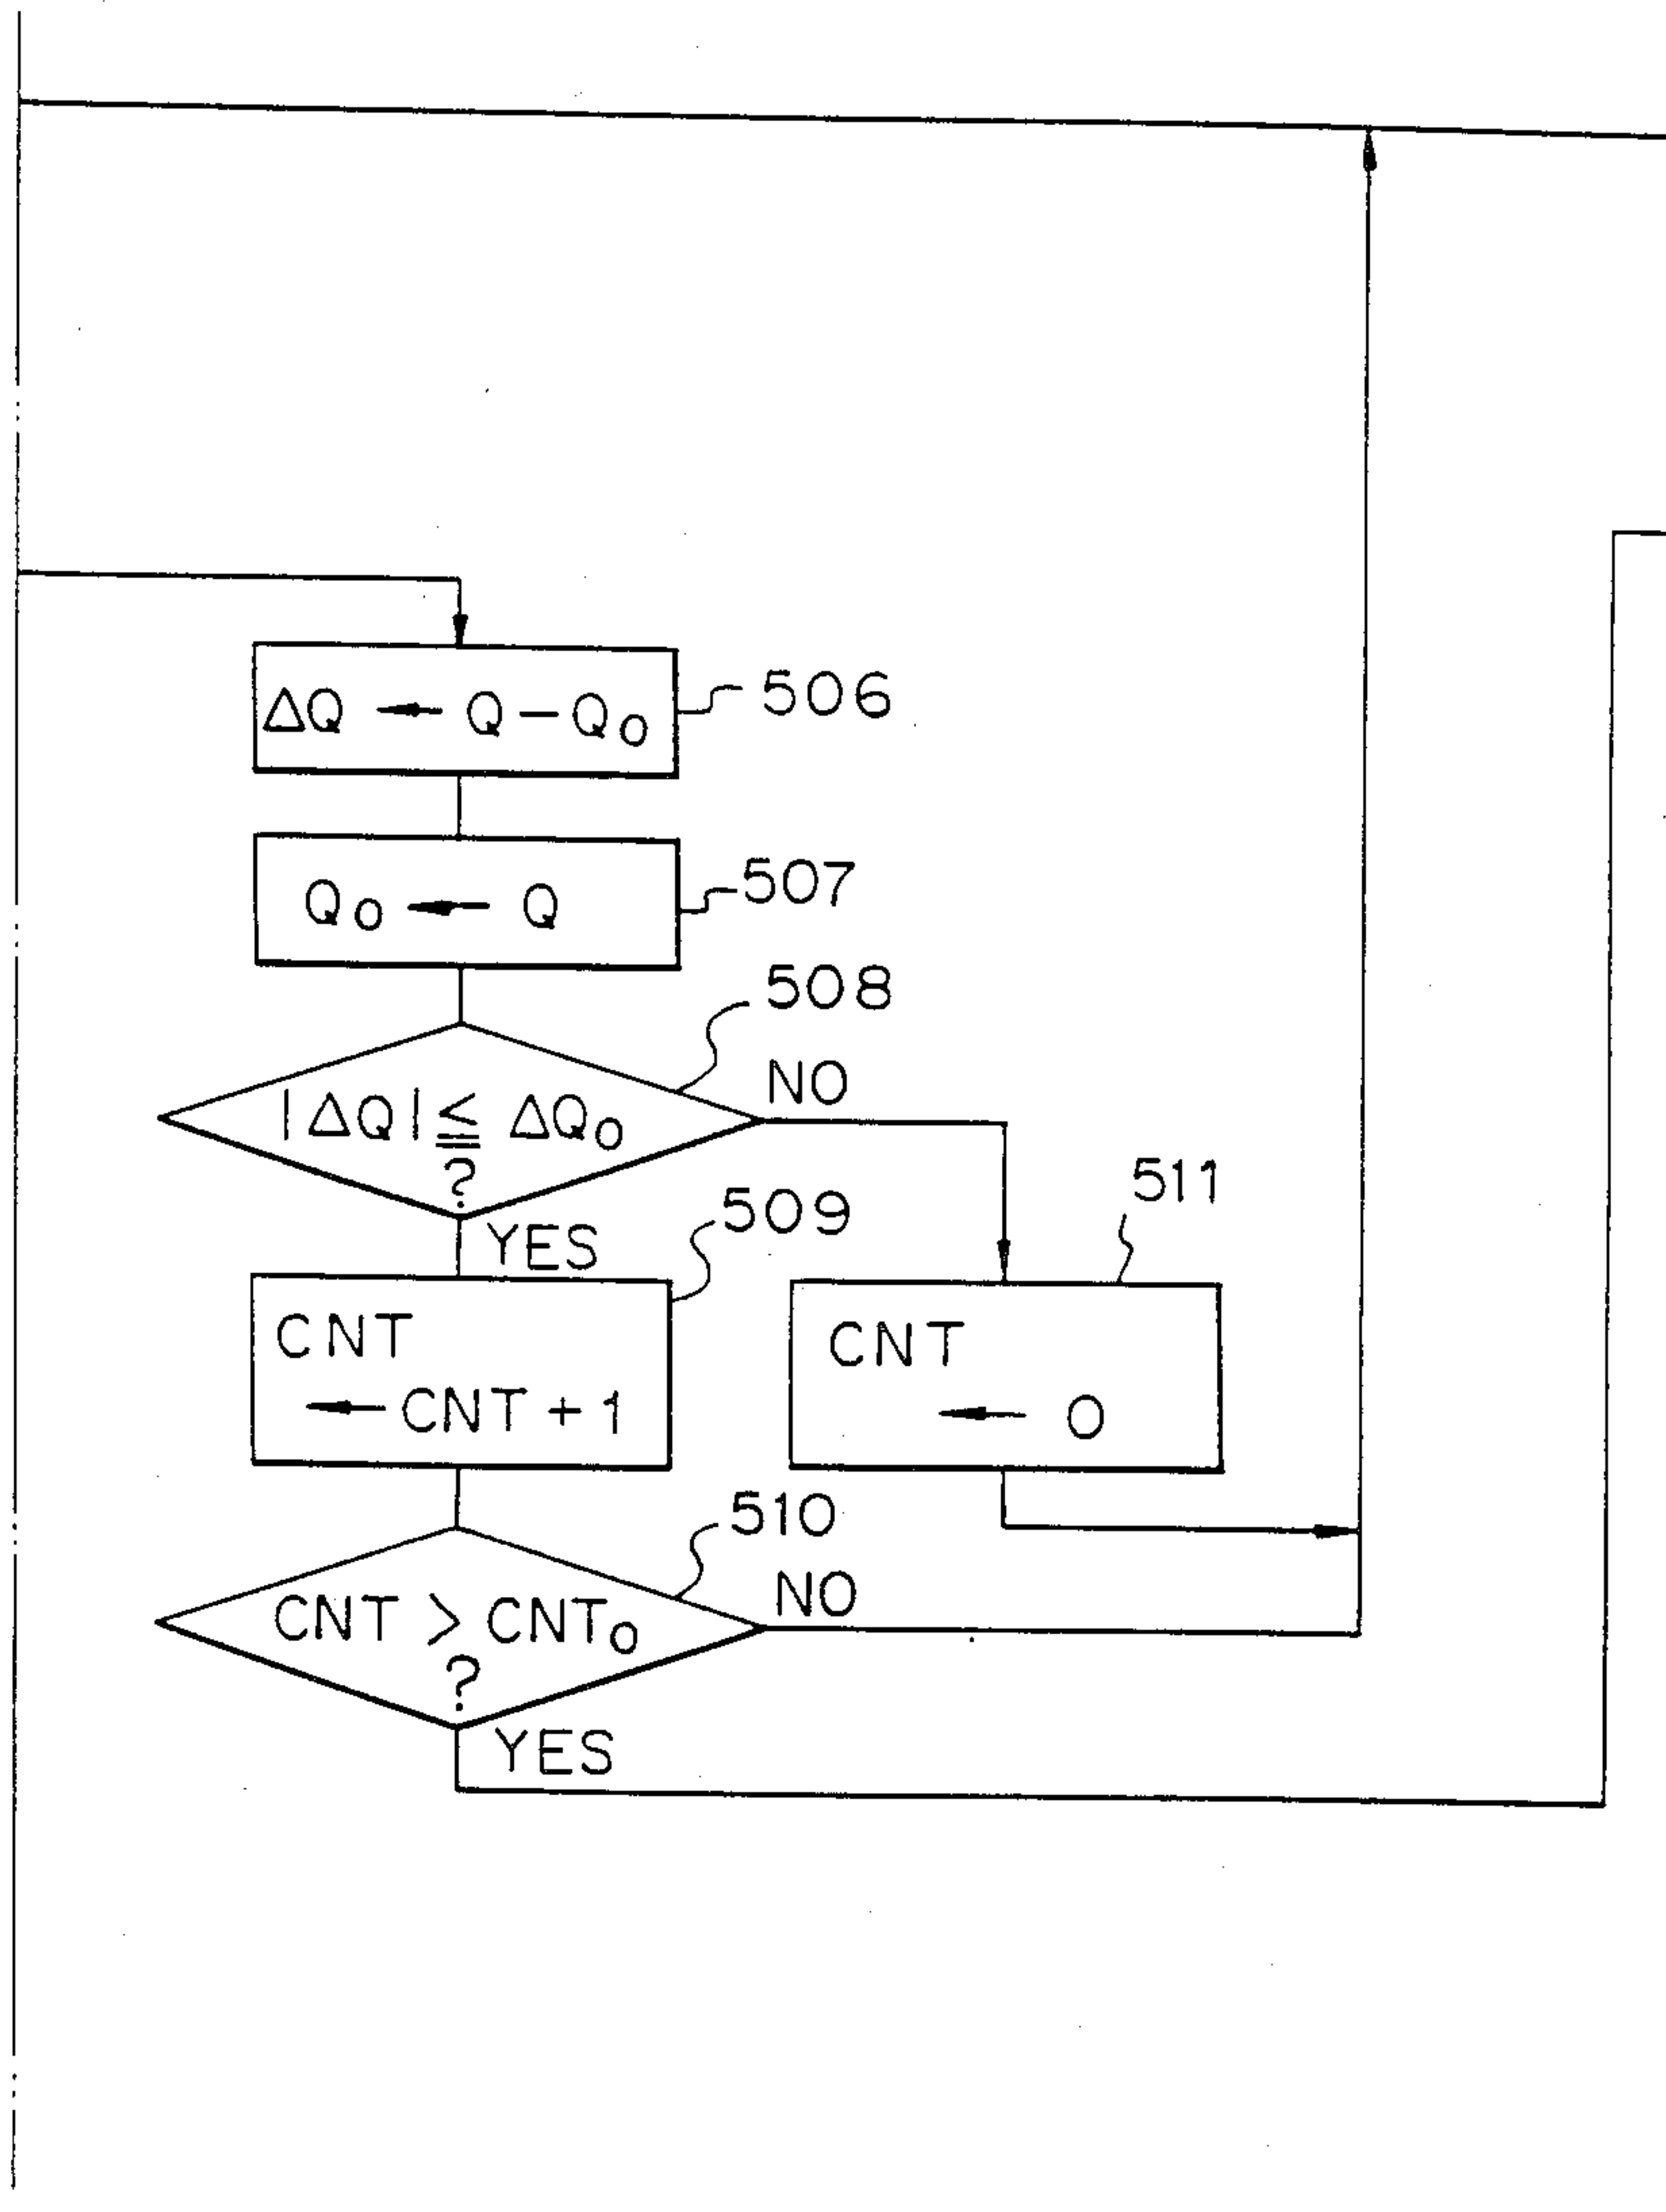 ΔQ ← Q − Q₀
506
Q₀ ← Q
507
508
|ΔQ| ≦ ΔQ₀
?
NO
YES
509
511
CNT
← CNT + 1
CNT
← 0
510
CNT > CNT₀
?
NO
YES